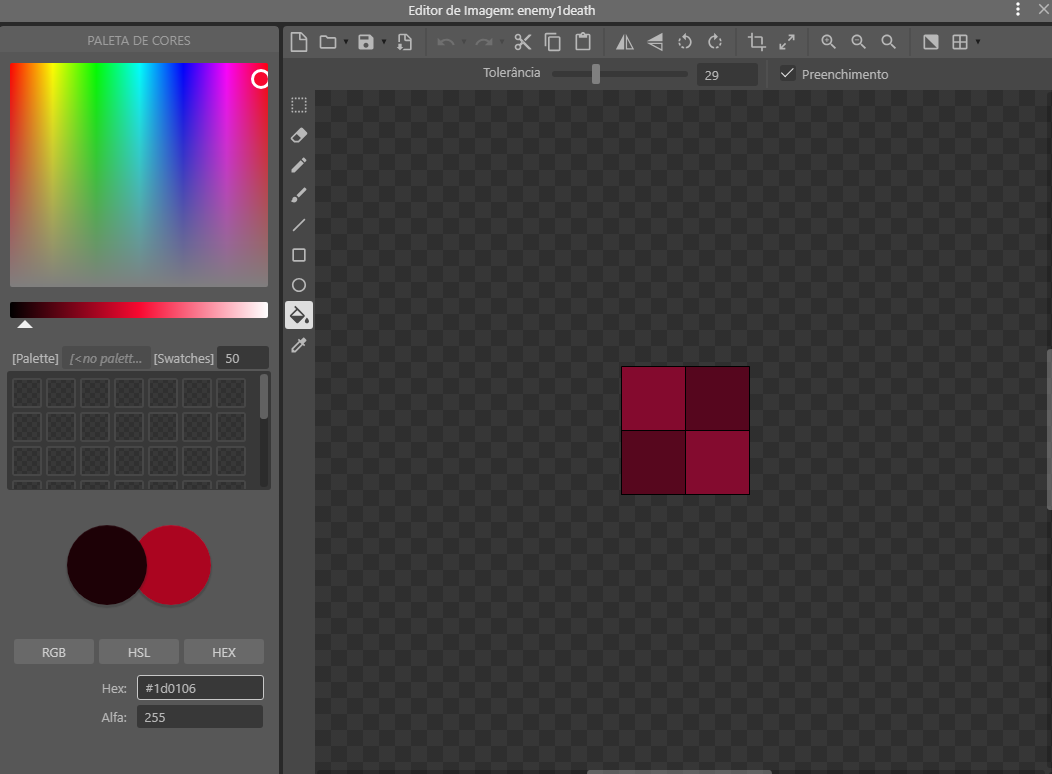 Editor de Imagem: enemy1death
PALETA DE CORES
Tolerância 29 Preenchimento
[Palette] [<no palett... [Swatches] 50
RGB HSL HEX
Hex: #1d0106
Alfa: 255